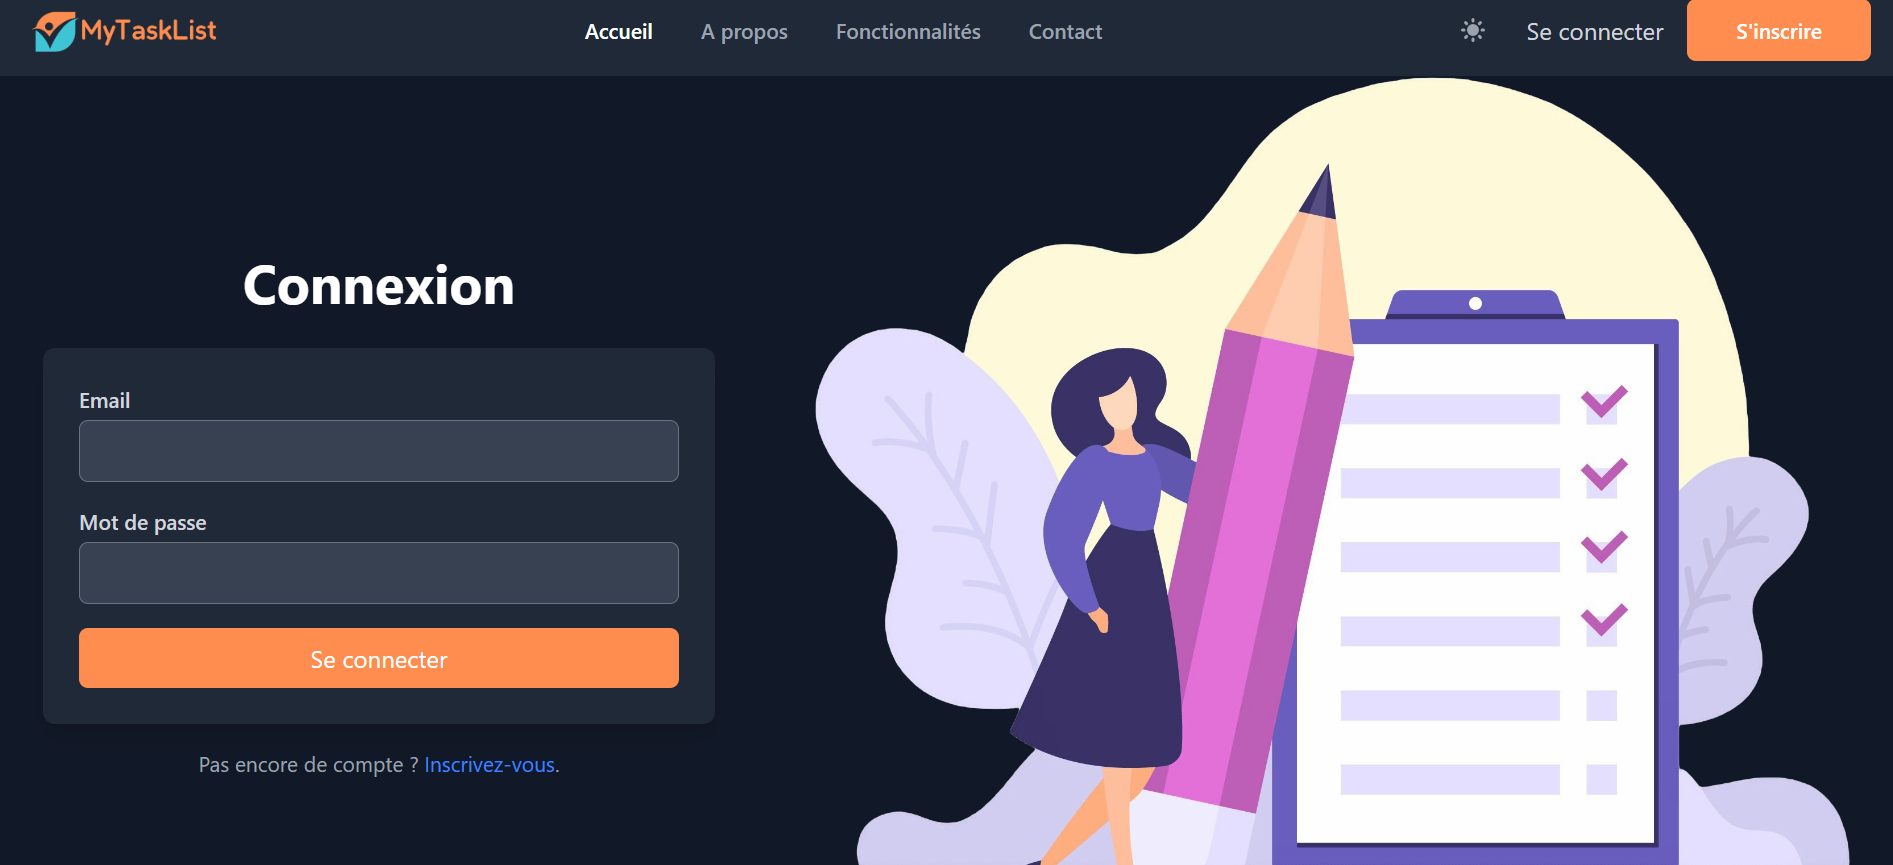 MyTaskList
Accueil
A propos
Fonctionnalités
Contact
Se connecter
S'inscrire
Connexion
Email
Mot de passe
Se connecter
Pas encore de compte ? Inscrivez-vous.